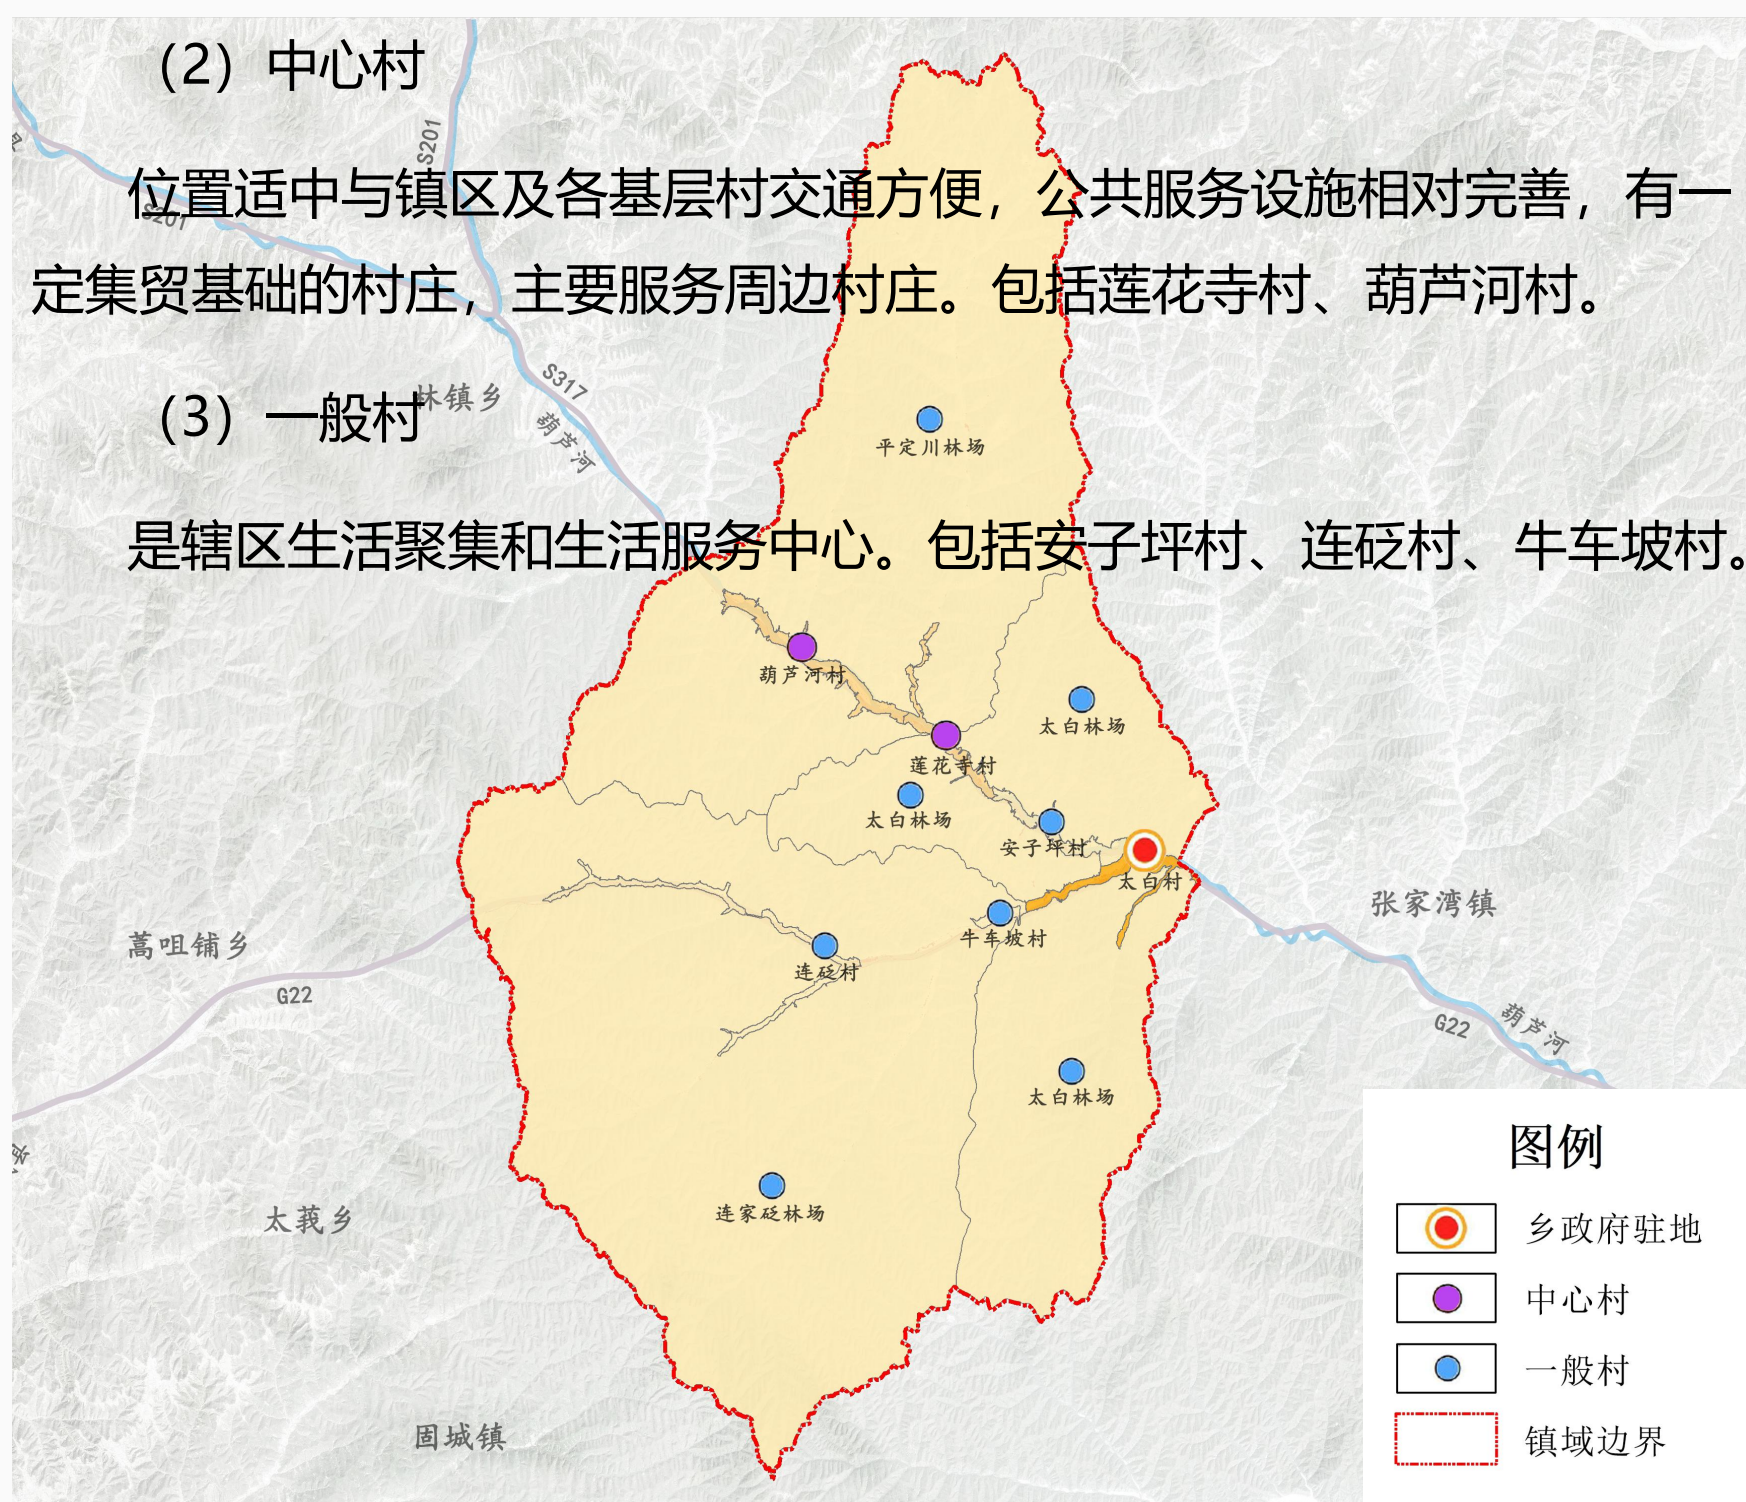 （2）中心村
S201
S201
位置适中与镇区及各基层村交通方便，公共服务设施相对完善，有一
定集贸基础的村庄，主要服务周边村庄。包括莲花寺村、葫芦河村。
S317
林镇乡
葫芦河
（3）一般村
平定川林场
是辖区生活聚集和生活服务中心。包括安子坪村、连砭村、牛车坡村。
葫芦河村
太白林场
莲花寺村
太白林场
安子坪村
太白村
张家湾镇
蒿咀铺乡
牛车坡村
连砭村
G22
G22
葫芦河
太白林场
连家砭林场
太莪乡
固城镇
图例
乡政府驻地
中心村
一般村
镇域边界